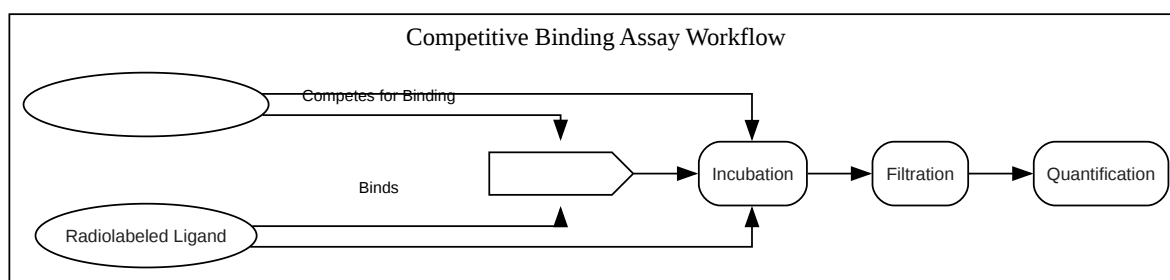 Competitive Binding Assay Workflow
Competes for Binding
Incubation
Filtration
Quantification
Binds
Radiolabeled Ligand